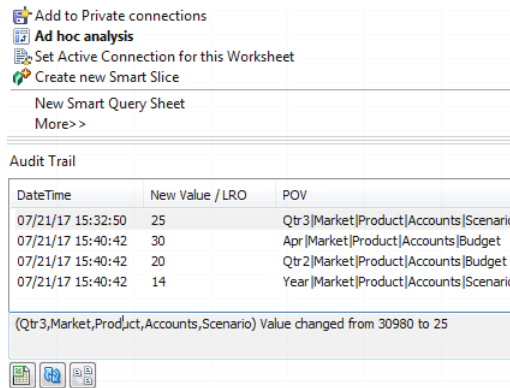 Add to Private connections
Ad hoc analysis
Set Active Connection for this Worksheet
Create new Smart Slice
New Smart Query Sheet
More>>
Audit Trail
DateTime New Value / LRO POV
07/21/17 15:32:50 25 Qtr3|Market|Product|Accounts|Scenario
07/21/17 15:40:42 30 Apr|Market|Product|Accounts|Budget
07/21/17 15:40:42 20 Qtr2|Market|Product|Accounts|Budget
07/21/17 15:40:42 14 Year|Market|Product|Accounts|Scenario
(Qtr3,Market,Product,Accounts,Scenario) Value changed from 30980 to 25